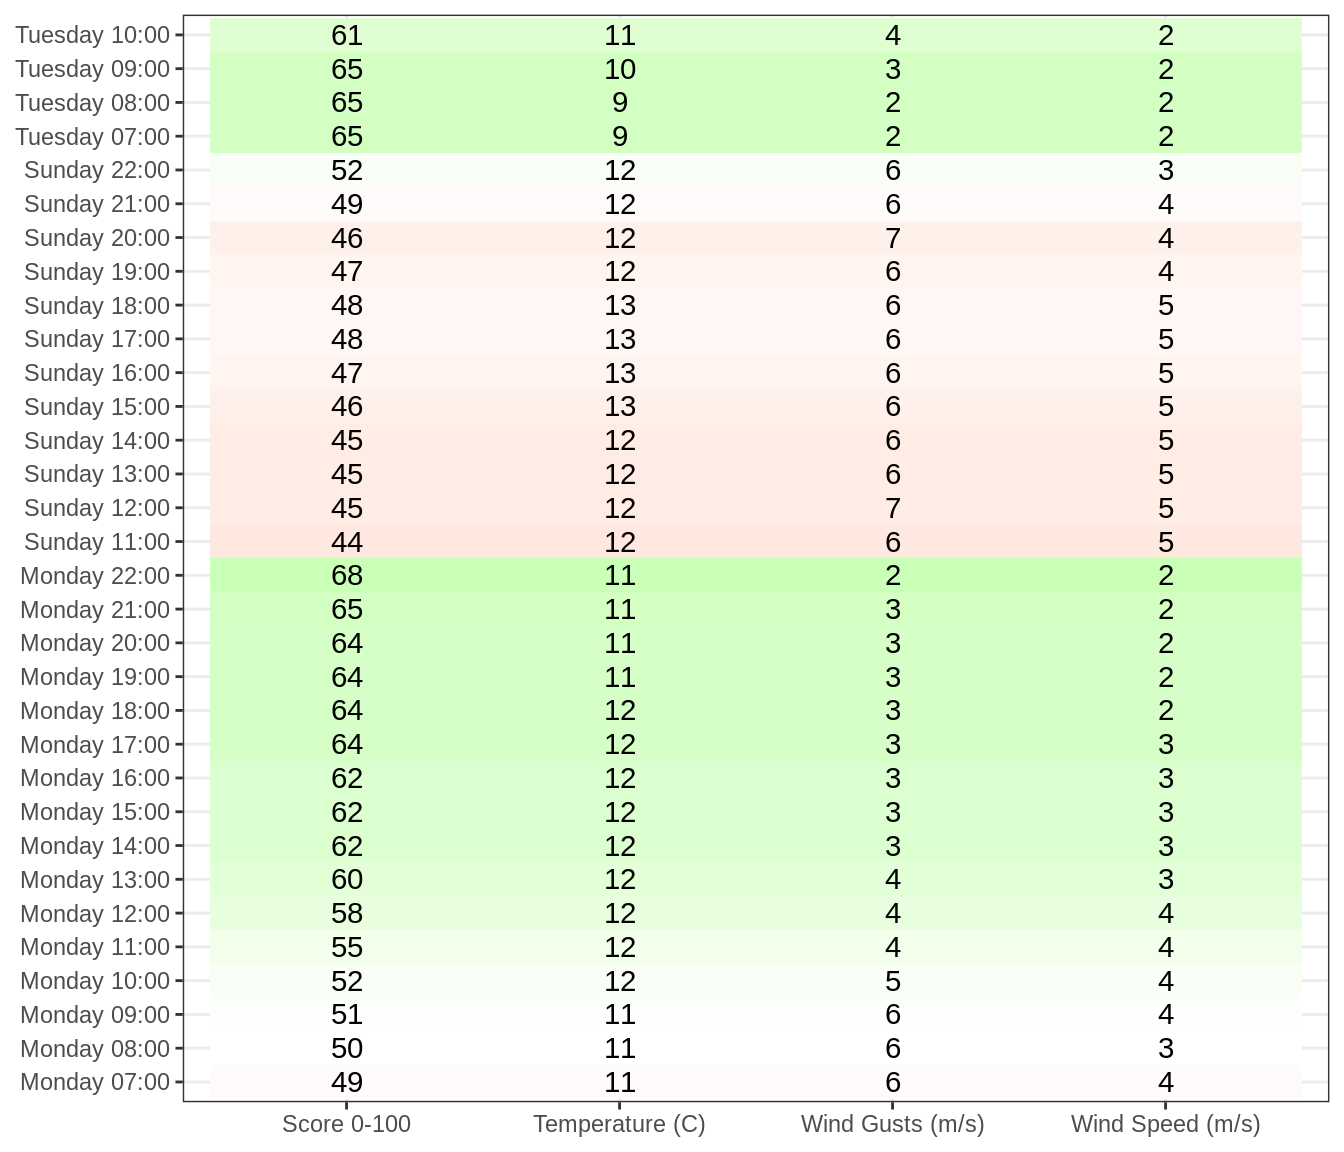 Tuesday 10:00 61 11 4 2
Tuesday 09:00 65 10 3 2
Tuesday 08:00 65 9 2 2
Tuesday 07:00 65 9 2 2
Sunday 22:00 52 12 6 3
Sunday 21:00 49 12 6 4
Sunday 20:00 46 12 7 4
Sunday 19:00 47 12 6 4
Sunday 18:00 48 13 6 5
Sunday 17:00 48 13 6 5
Sunday 16:00 47 13 6 5
Sunday 15:00 46 13 6 5
Sunday 14:00 45 12 6 5
Sunday 13:00 45 12 6 5
Sunday 12:00 45 12 7 5
Sunday 11:00 44 12 6 5
Monday 22:00 68 11 2 2
Monday 21:00 65 11 3 2
Monday 20:00 64 11 3 2
Monday 19:00 64 11 3 2
Monday 18:00 64 12 3 2
Monday 17:00 64 12 3 3
Monday 16:00 62 12 3 3
Monday 15:00 62 12 3 3
Monday 14:00 62 12 3 3
Monday 13:00 60 12 4 3
Monday 12:00 58 12 4 4
Monday 11:00 55 12 4 4
Monday 10:00 52 12 5 4
Monday 09:00 51 11 6 4
Monday 08:00 50 11 6 3
Monday 07:00 49 11 6 4
Score 0-100 Temperature (C) Wind Gusts (m/s) Wind Speed (m/s)